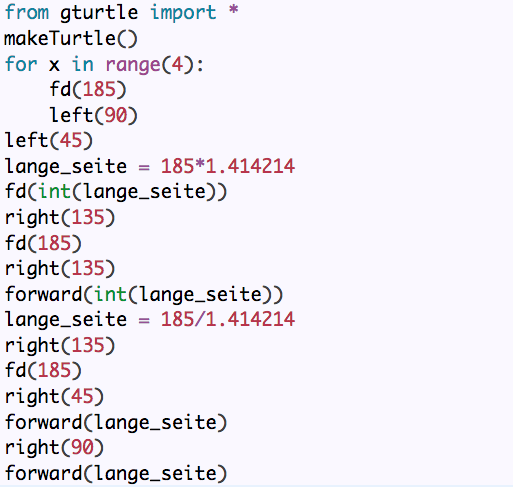 from gturtle import *
makeTurtle()
for x in range(4):
    fd(185)
    left(90)
left(45)
lange_seite = 185*1.414214
fd(int(lange_seite))
right(135)
fd(185)
right(135)
forward(int(lange_seite))
lange_seite = 185/1.414214
right(135)
fd(185)
right(45)
forward(lange_seite)
right(90)
forward(lange_seite)